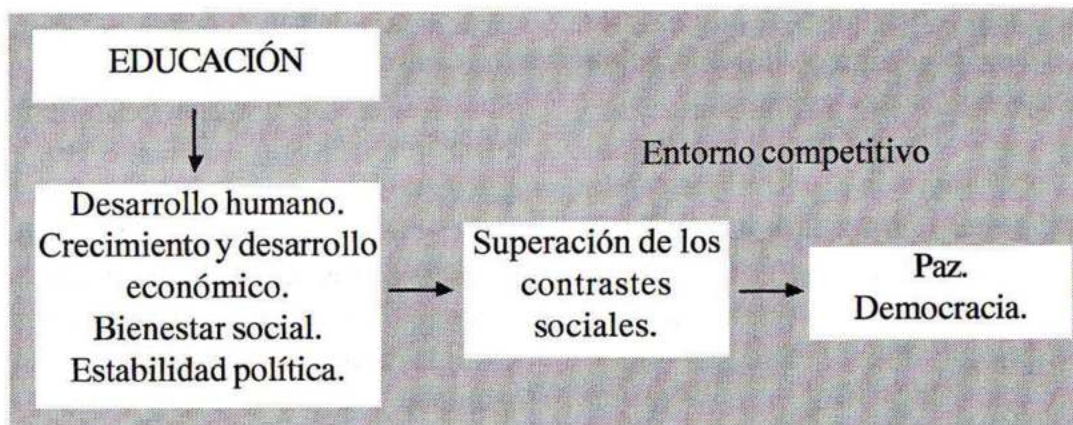 EDUCACIÓN
Entorno competitivo
Desarrollo humano.
Crecimiento y desarrollo
económico.
Bienestar social.
Estabilidad política.
Superación de los
contrastes
sociales.
Paz.
Democracia.